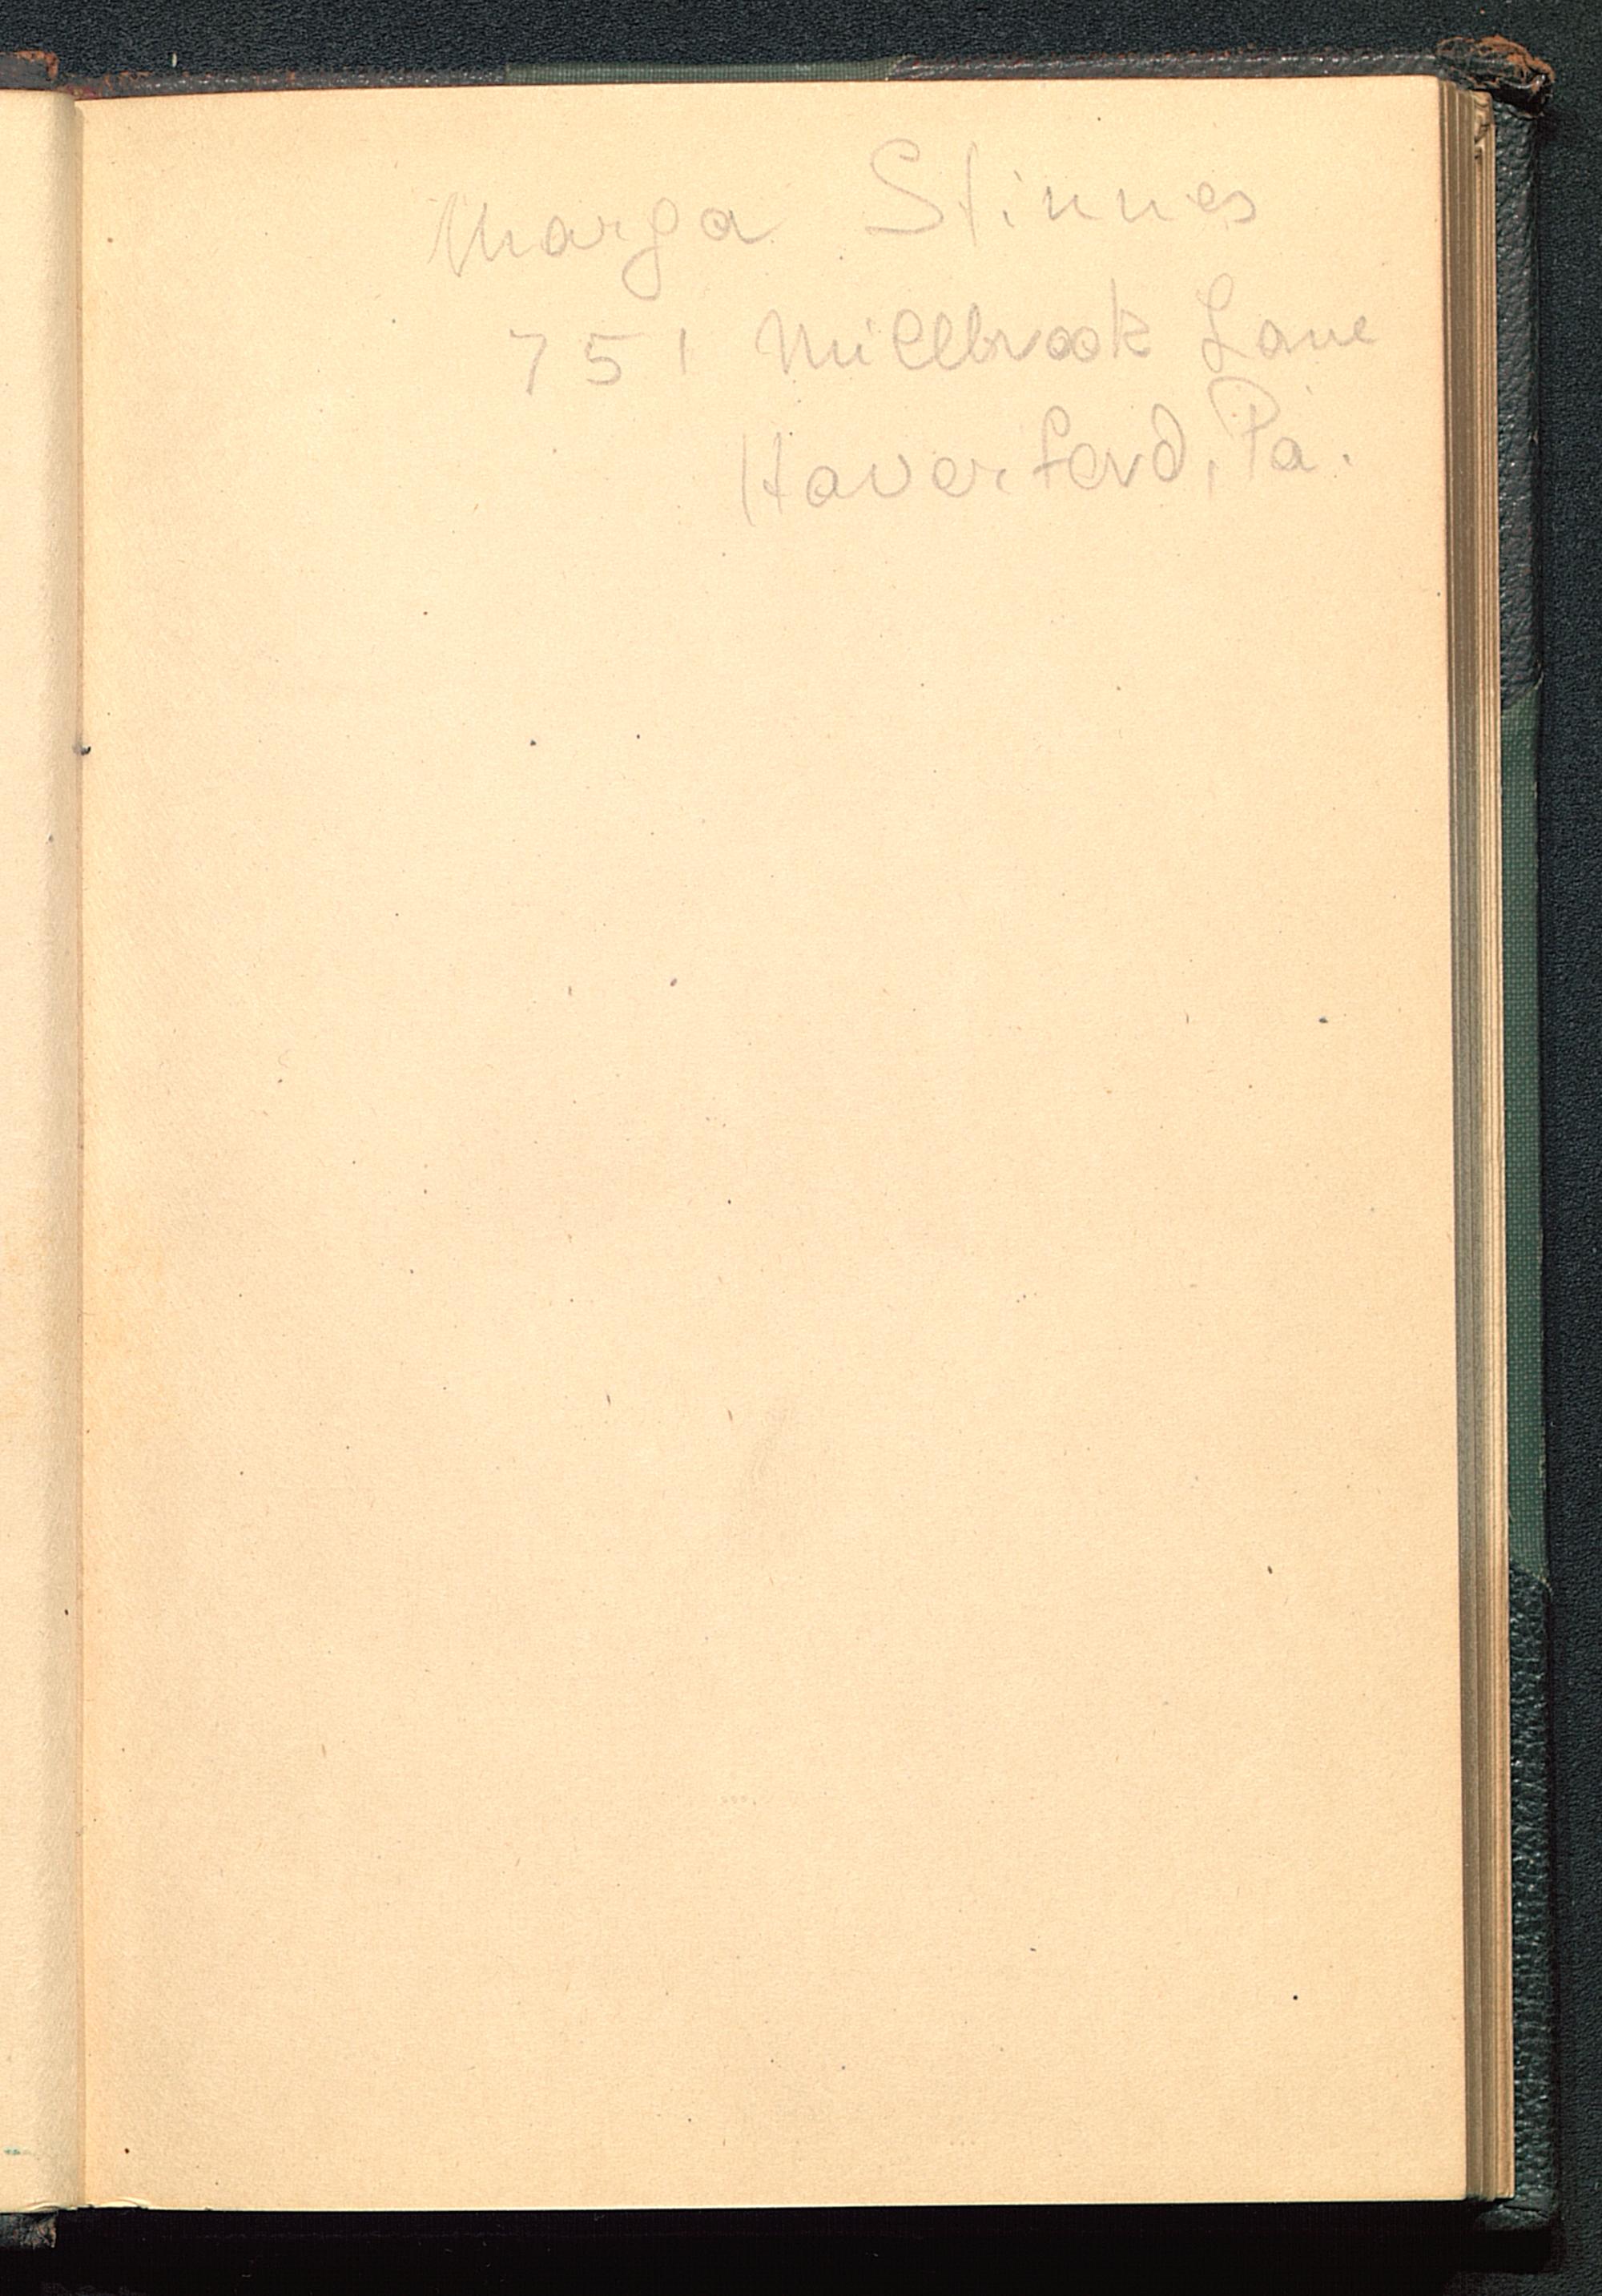 Marga Stinnes
751 Millbrook Lane
Haverford, Pa.